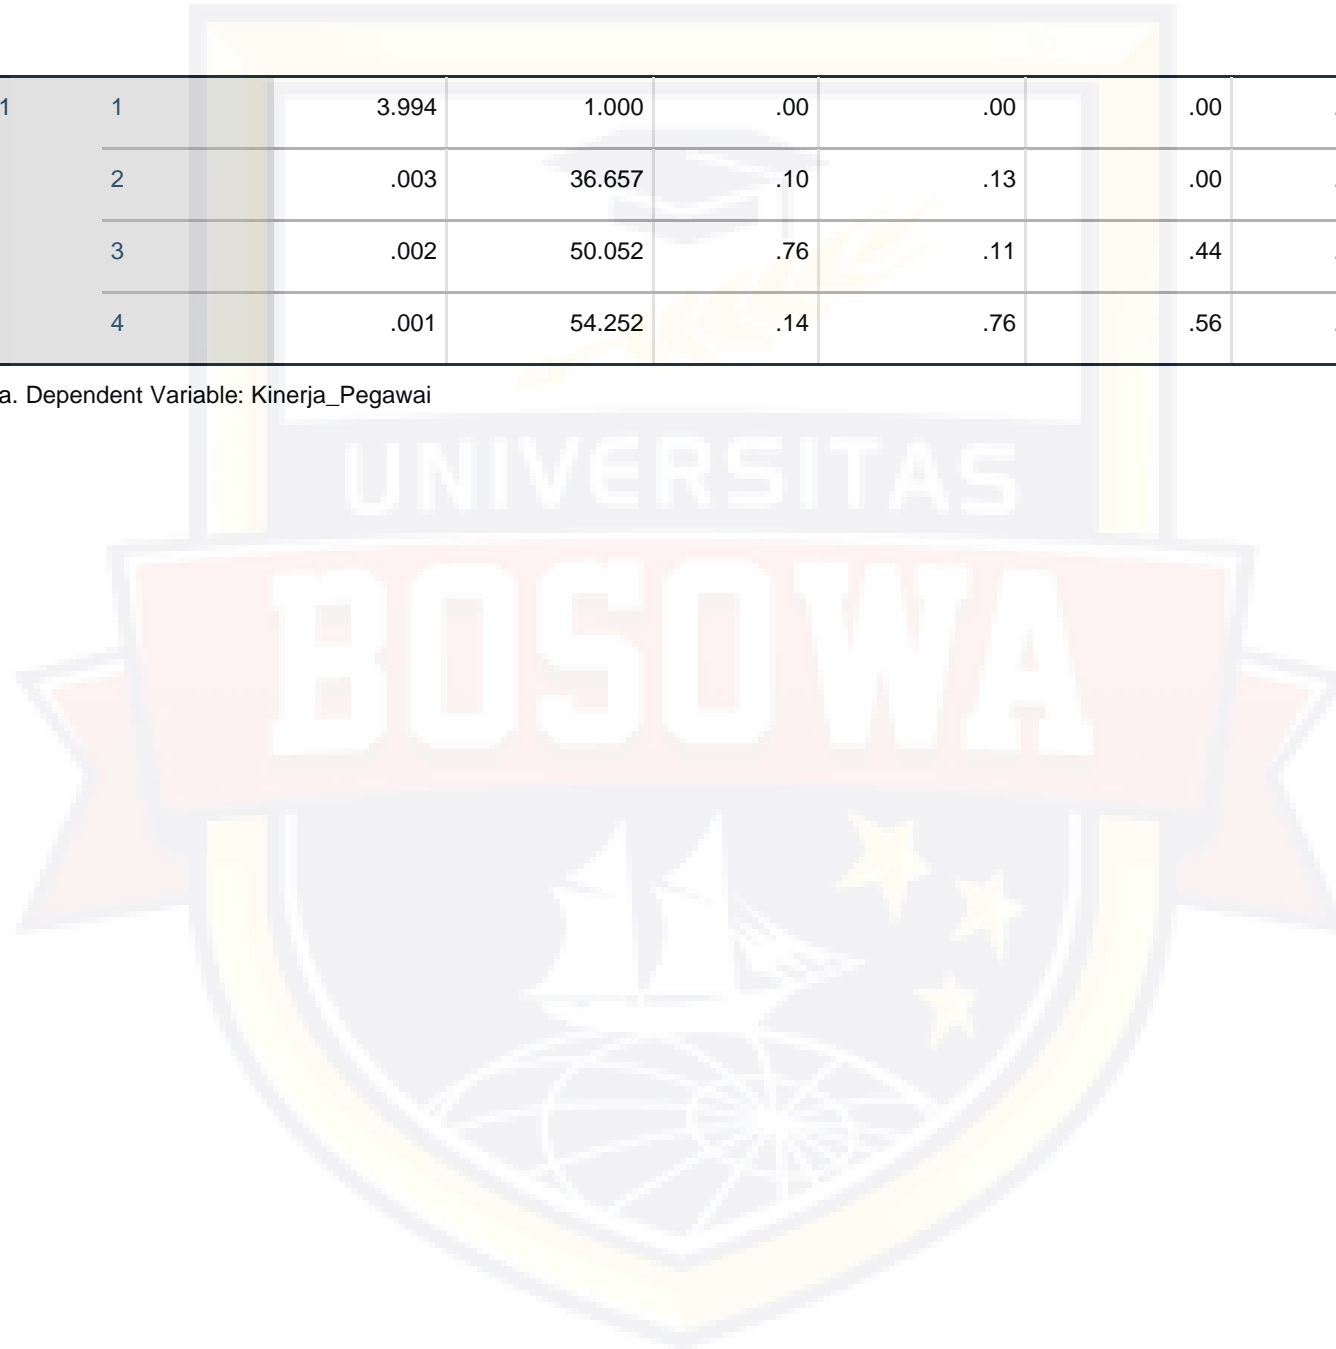 1 1 3.994 1.000 .00 .00 .00 .
2 .003 36.657 .10 .13 .00 .
3 .002 50.052 .76 .11 .44 .
4 .001 54.252 .14 .76 .56 .
a. Dependent Variable: Kinerja_Pegawai
UNIVERSITAS
BOSOWA